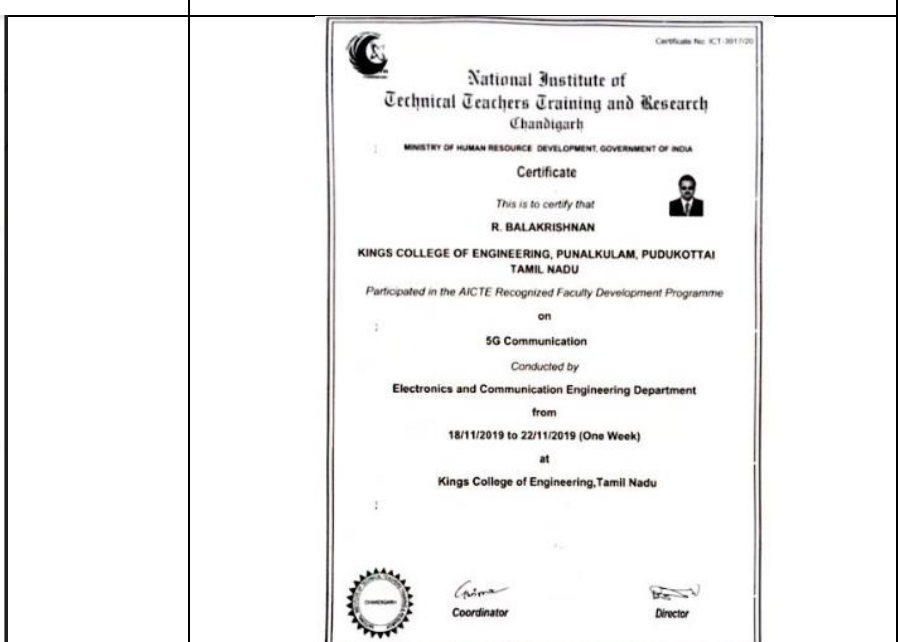 Certificate No: ICT-3917/20
National Institute of
Technical Teachers Training and Research
Chandigarh
MINISTRY OF HUMAN RESOURCE DEVELOPMENT, GOVERNMENT OF INDIA
Certificate
This is to certify that
R. BALAKRISHNAN
KINGS COLLEGE OF ENGINEERING, PUNALKULAM, PUDUKOTTAI
TAMIL NADU
Participated in the AICTE Recognized Faculty Development Programme
on
5G Communication
Conducted by
Electronics and Communication Engineering Department
from
18/11/2019 to 22/11/2019 (One Week)
at
Kings College of Engineering,Tamil Nadu
CHANDIGARH
Coordinator
Director